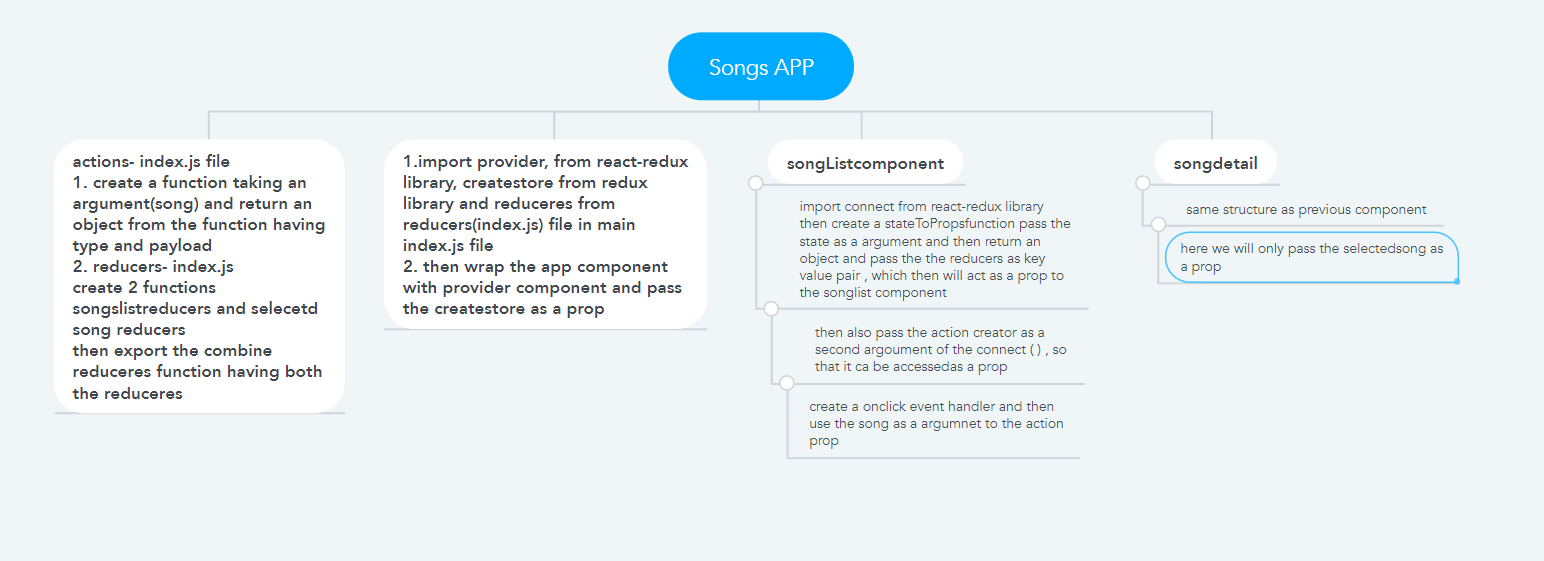 Songs APP
actions- index.js file
1. create a function taking an
argument(song) and return an
object from the function having
type and payload
2. reducers- index.js
create 2 functions
songslistreducers and selecetd
song reducers
then export the combine
reduceres function having both
the reduceres
1.import provider, from react-redux
library, createstore from redux
library and reduceres from
reducers(index.js) file in main
index.js file
2. then wrap the app component
with provider component and pass
the createstore as a prop
songListcomponent
import connect from react-redux library
then create a stateToPropsfunction pass the
state as a argument and then return an
object and pass the the reducers as key
value pair , which then will act as a prop to
the songlist component
then also pass the action creator as a
second argoument of the connect ( ) , so
that it ca be accessedas a prop
create a onclick event handler and then
use the song as a argumnet to the action
prop
songdetail
same structure as previous component
here we will only pass the selectedsong as
a prop